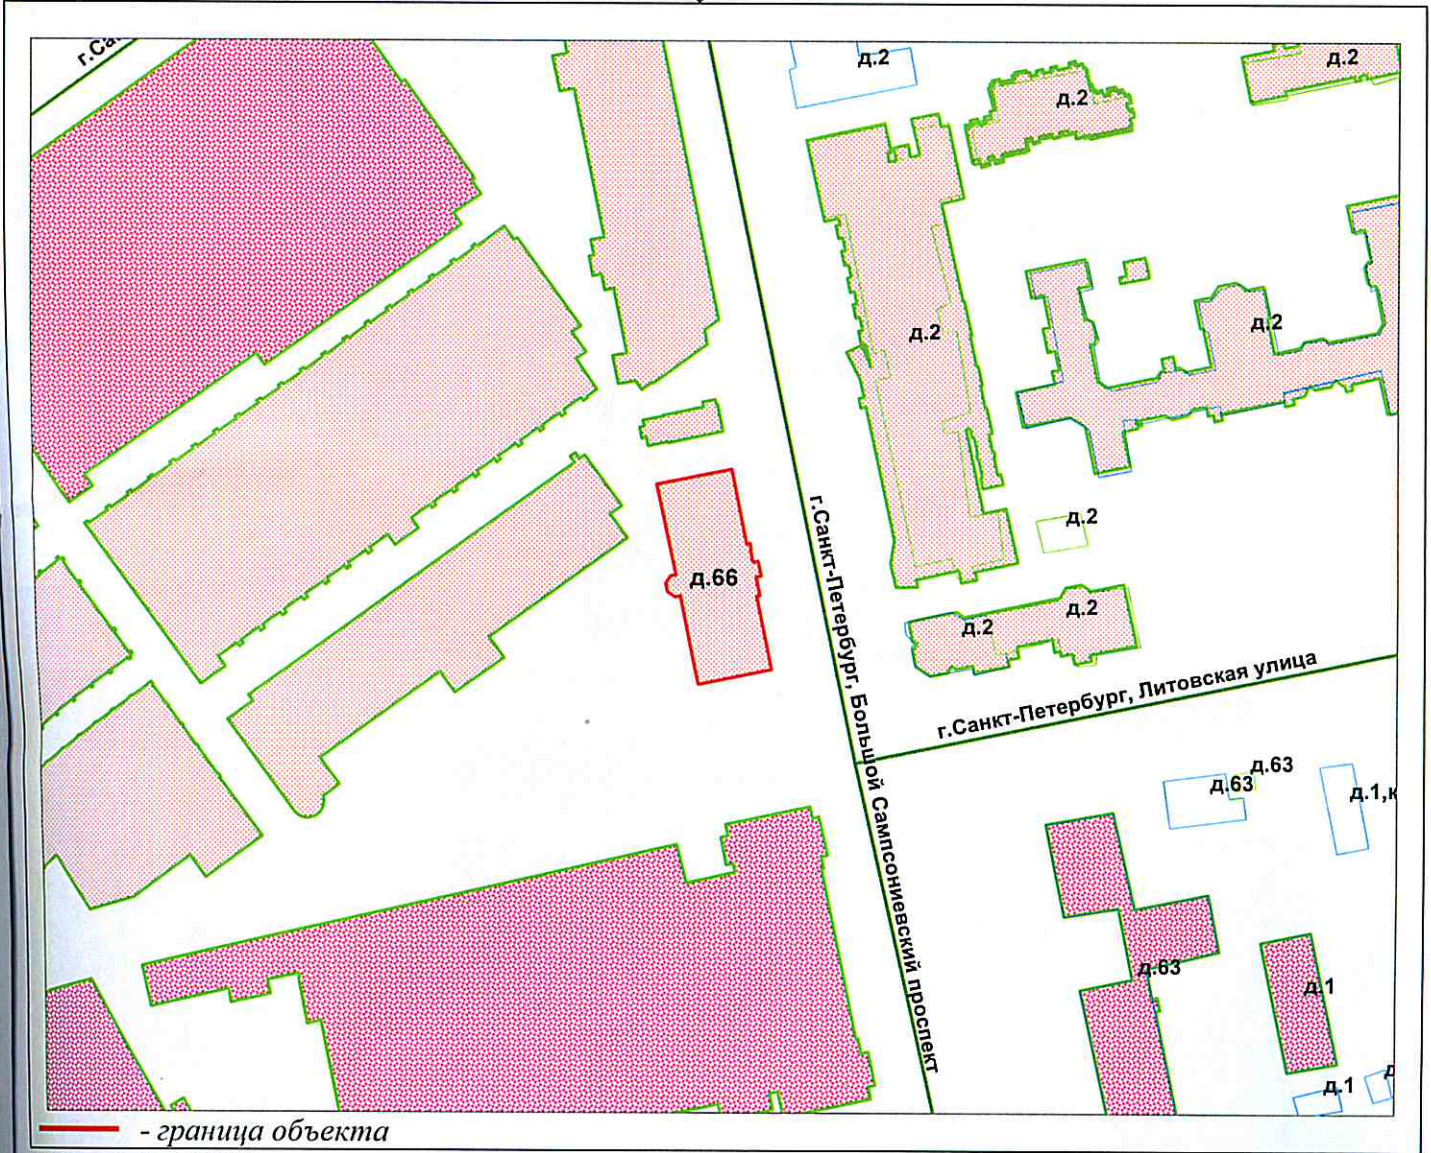 г.Са
д.2
д.2
д.2
д.2
д.2
д.2
д.66
д.2
д.2
г.Санкт-Петербург, Большой Сампсониевский проспект
г.Санкт-Петербург, Литовская улица
д.63
д.63
д.1,к
д.63
д.1
д.1
д
- граница объекта